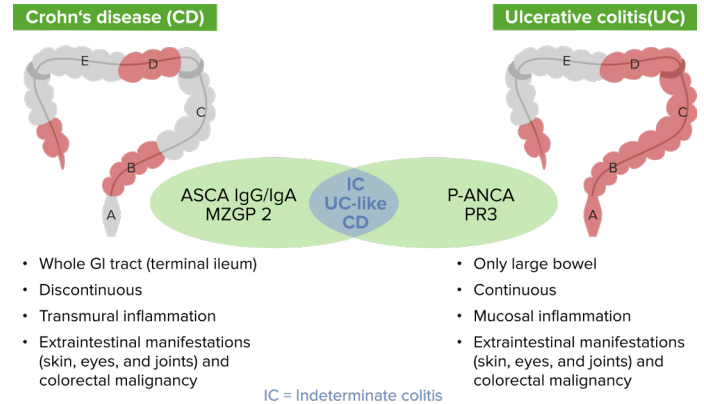 Crohn's disease (CD)
Ulcerative colitis(UC)
E
D
C
B
A
E
D
C
B
A
ASCA IgG/IgA
MZGP 2
IC
UC-like
CD
P-ANCA
PR3
• Whole GI tract (terminal ileum)
• Discontinuous
• Transmural inflammation
• Extraintestinal manifestations
(skin, eyes, and joints) and
colorectal malignancy
• Only large bowel
• Continuous
• Mucosal inflammation
• Extraintestinal manifestations
(skin, eyes, and joints) and
colorectal malignancy
IC = Indeterminate colitis